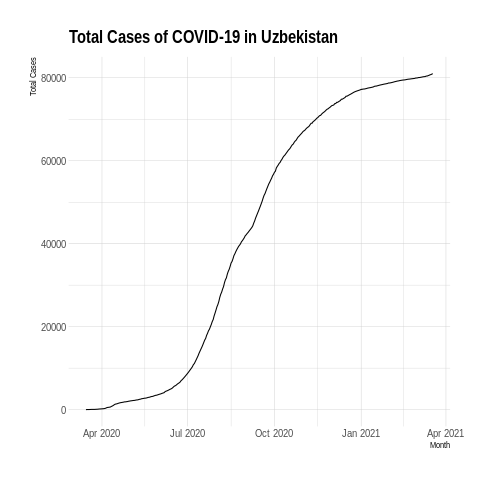 Total Cases of COVID-19 in Uzbekistan
Total Cases
80000
60000
40000
20000
0
Apr 2020 Jul 2020 Oct 2020 Jan 2021 Apr 2021
Month